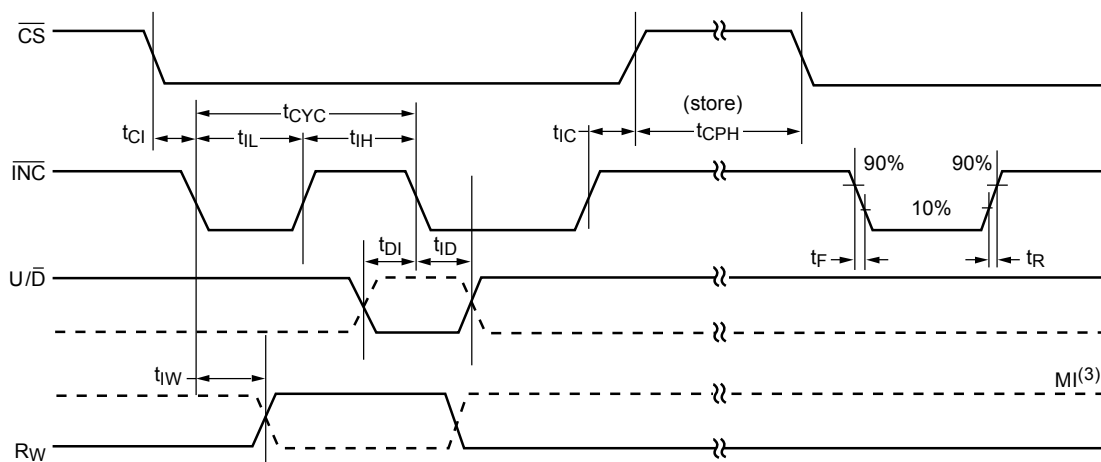 CS
(store)
tCYC
tCI tIL tIH tIC tCPH
INC 90% 90%
10%
tDI tID
tF tR
U/D
tIW
MI(3)
RW